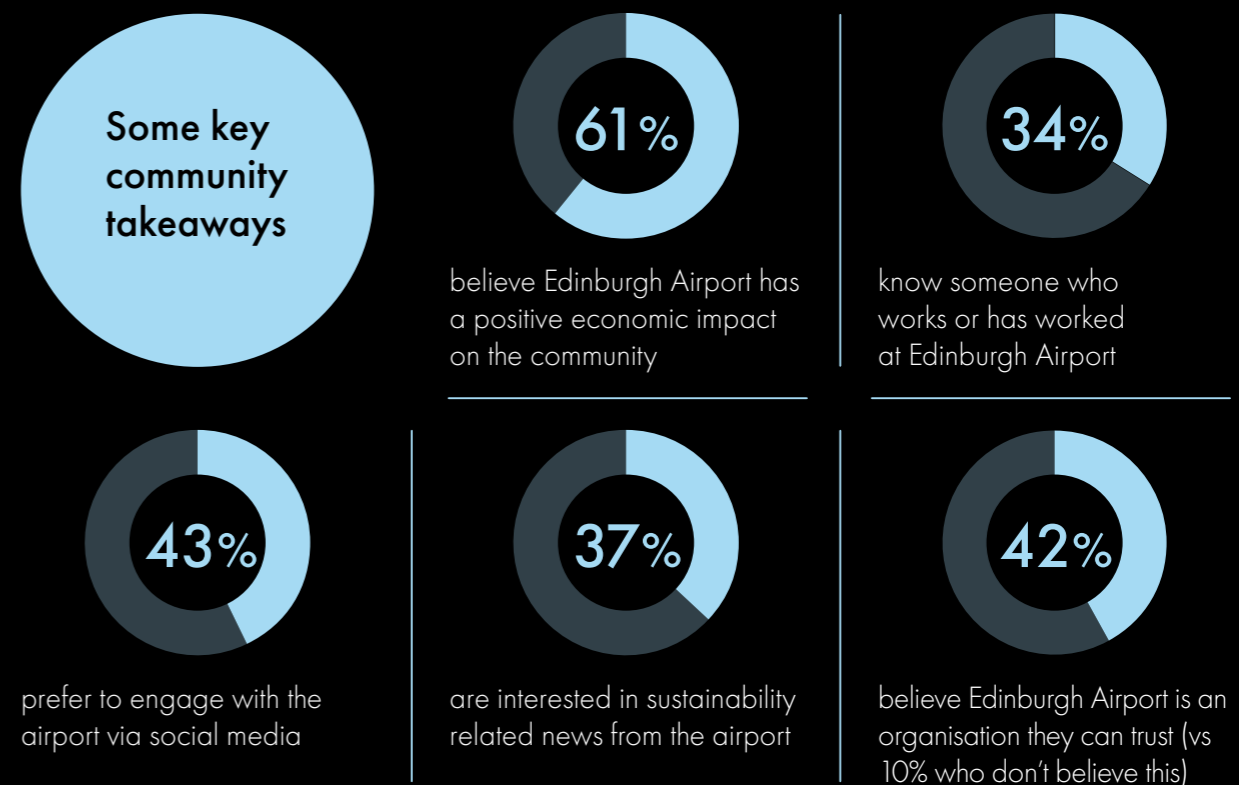 Some key
community
takeaways
61%
believe Edinburgh Airport has
a positive economic impact
on the community
34%
know someone who
works or has worked
at Edinburgh Airport
43%
prefer to engage with the
airport via social media
37%
are interested in sustainability
related news from the airport
42%
believe Edinburgh Airport is an
organisation they can trust (vs
10% who don't believe this)